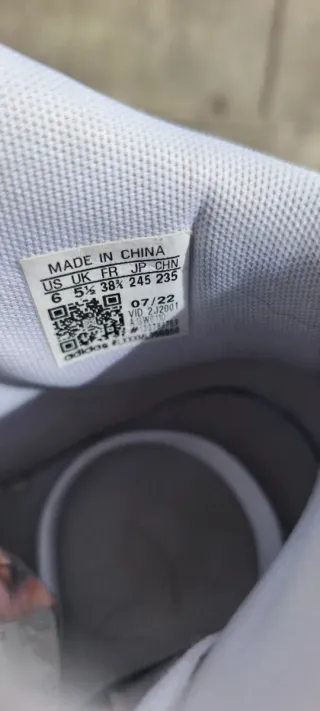 MADE IN CHINA
US UK FR JP CHN
6 5½ 38⅔ 245 235
07/22
VID 2J2001
adidas